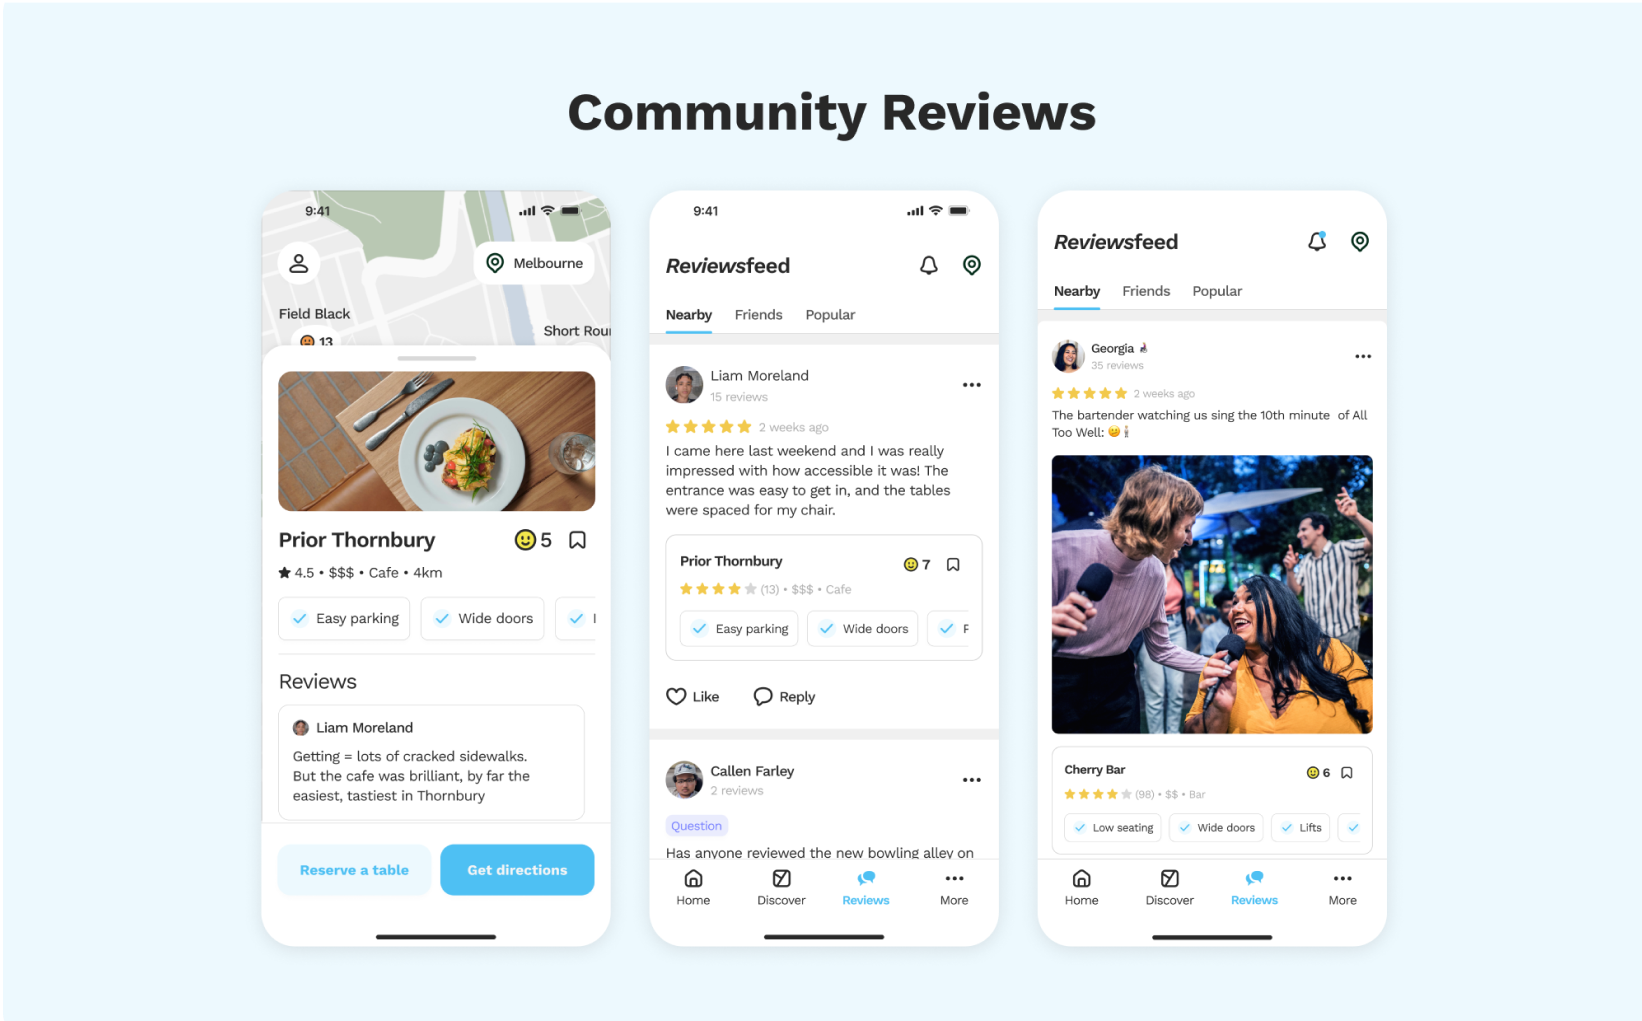 Community Reviews
9:41
Melbourne
Field Black
13
Short Rour
Prior Thornbury
5
4.5 • $$$ • Cafe • 4km
Easy parking
Wide doors
Reviews
Liam Moreland
Getting = lots of cracked sidewalks.
But the cafe was brilliant, by far the
easiest, tastiest in Thornbury
Reserve a table
Get directions
9:41
Reviewsfeed
Nearby Friends Popular
Liam Moreland
15 reviews
2 weeks ago
I came here last weekend and I was really
impressed with how accessible it was! The
entrance was easy to get in, and the tables
were spaced for my chair.
Prior Thornbury
7
(13) • $$$ • Cafe
Easy parking
Wide doors
Like
Reply
Callen Farley
2 reviews
Question
Has anyone reviewed the new bowling alley on
Home Discover Reviews More
Reviewsfeed
Nearby Friends Popular
Georgia
35 reviews
2 weeks ago
The bartender watching us sing the 10th minute of All
Too Well: 🫠🧍
Cherry Bar
6
(98) • $$ • Bar
Low seating
Wide doors
Lifts
Home Discover Reviews More